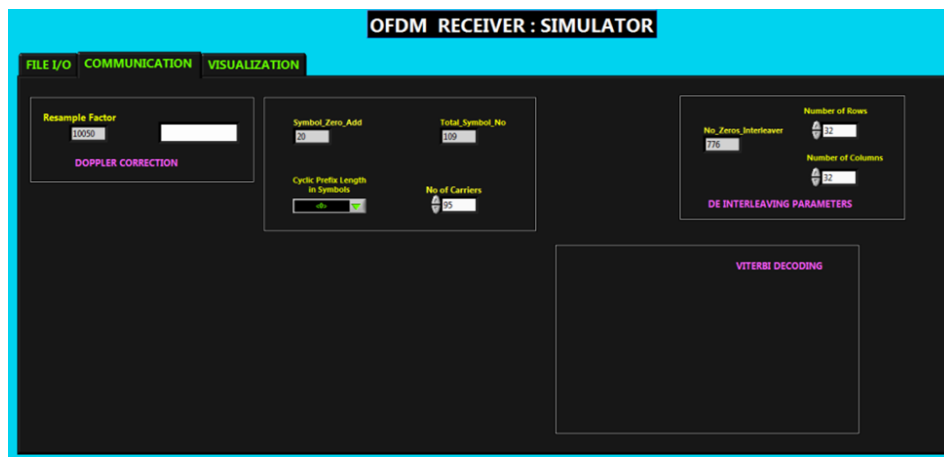 OFDM RECEIVER : SIMULATOR
FILE I/O COMMUNICATION VISUALIZATION
Resample Factor
10050
DOPPLER CORRECTION
Symbol_Zero_Add
20
Total_Symbol_No
109
Cyclic Prefix Length
in Symbols
No of Carriers
95
No_Zeros_Interleaver
776
Number of Rows
32
Number of Columns
32
DE INTERLEAVING PARAMETERS
VITERBI DECODING